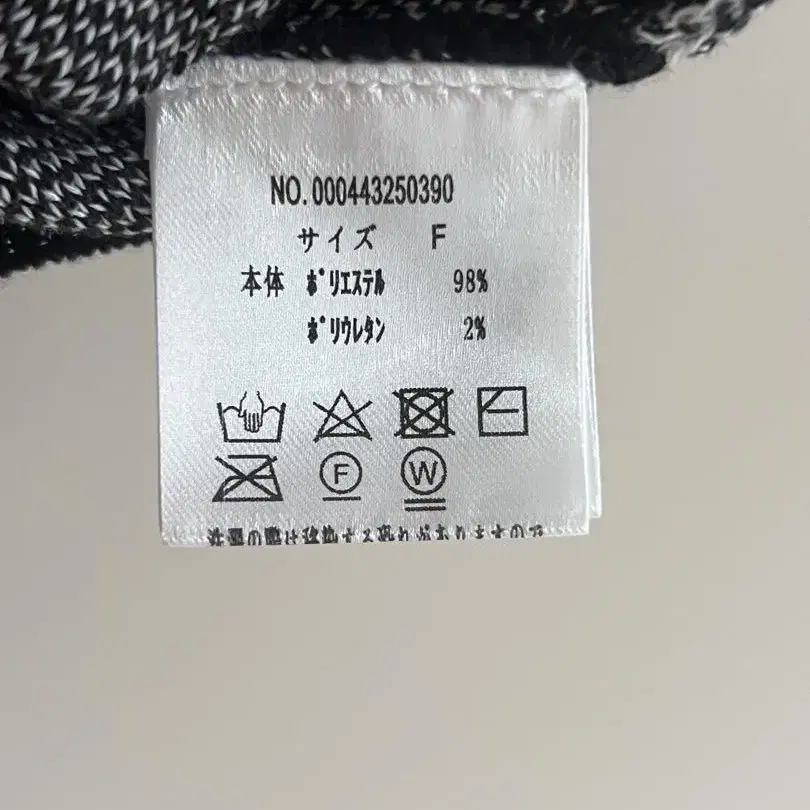 NO.000443250390
サイズ F
本体 ポリエステル 98%
ポリウレタン 2%
F
W